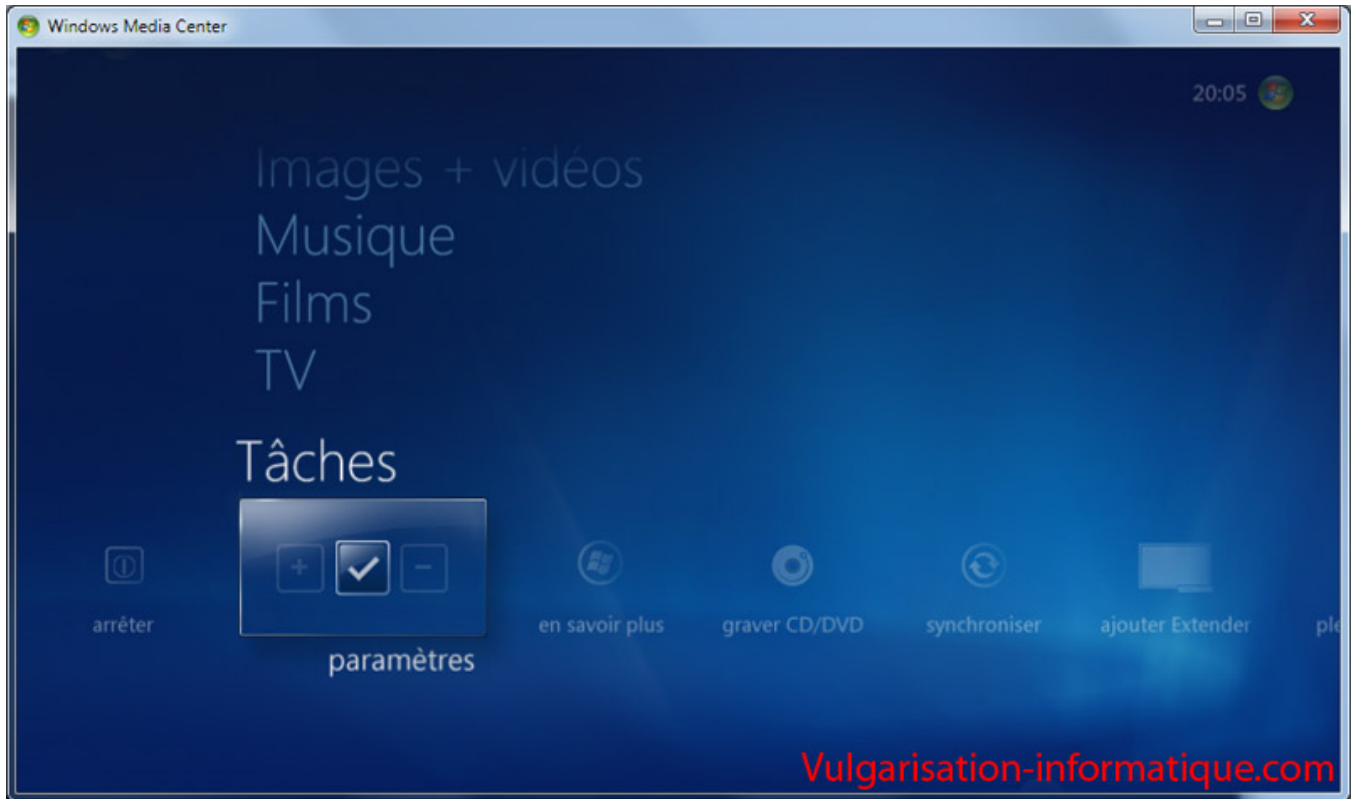 Windows Media Center
20:05
Images + vidéos
Musique
Films
TV
Tâches
arrêter
en savoir plus
graver CD/DVD
synchroniser
ajouter Extender
paramètres
Vulgarisation-informatique.com